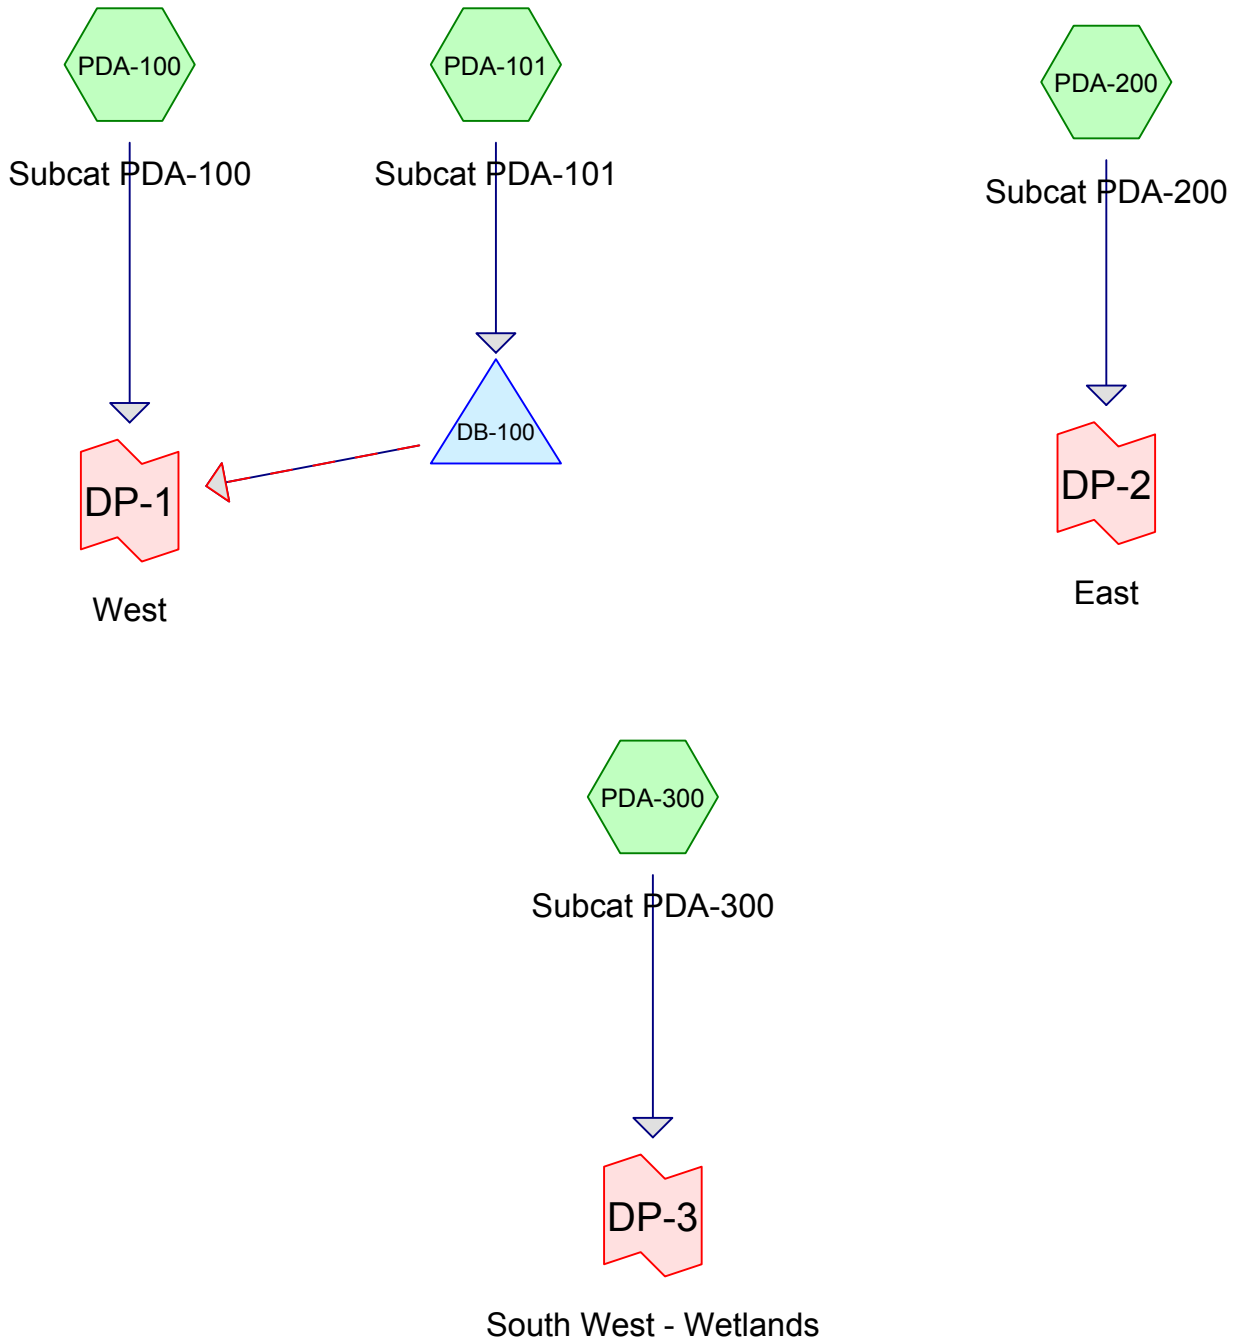 PDA-100
PDA-101
PDA-200
Subcat PDA-100
Subcat PDA-101
Subcat PDA-200
DB-100
DP-1
DP-2
West
East
PDA-300
Subcat PDA-300
DP-3
South West - Wetlands